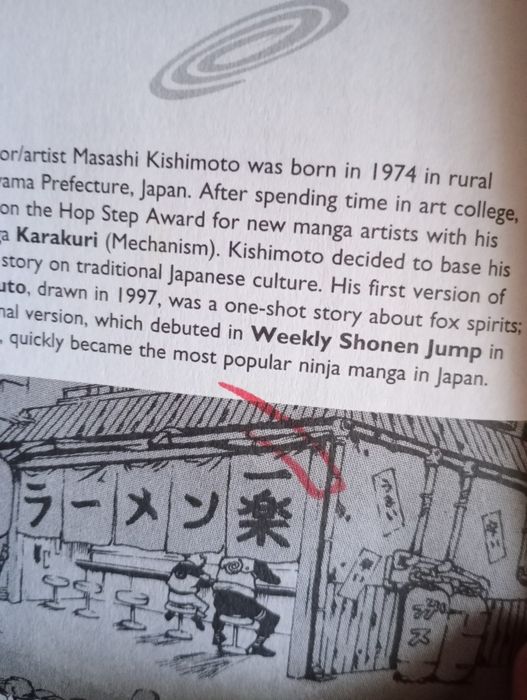 or/artist Masashi Kishimoto was born in 1974 in rural
ama Prefecture, Japan. After spending time in art college,
on the Hop Step Award for new manga artists with his
a Karakuri (Mechanism). Kishimoto decided to base his
story on traditional Japanese culture. His first version of
uto, drawn in 1997, was a one-shot story about fox spirits;
nal version, which debuted in Weekly Shonen Jump in
, quickly became the most popular ninja manga in Japan.
ラーメン 一楽